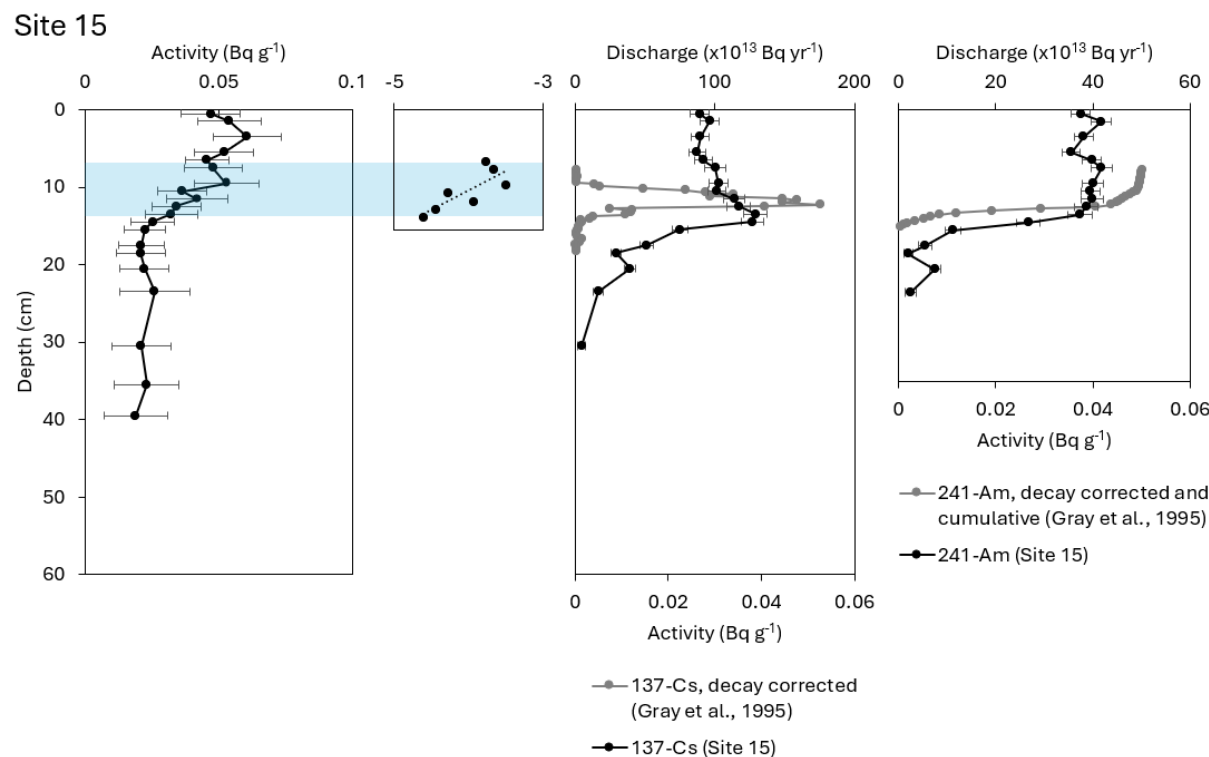 Site 15
Activity (Bq g-1)
Discharge (x10^13 Bq yr-1)
Discharge (x10^13 Bq yr-1)
0 0.05 0.1
-5 -3
0 100 200
0 20 40 60
0
10
20
30
40
50
60
Depth (cm)
0 0.02 0.04 0.06
Activity (Bq g-1)
0 0.02 0.04 0.06
Activity (Bq g-1)
241-Am, decay corrected and
cumulative (Gray et al., 1995)
241-Am (Site 15)
137-Cs, decay corrected
(Gray et al., 1995)
137-Cs (Site 15)